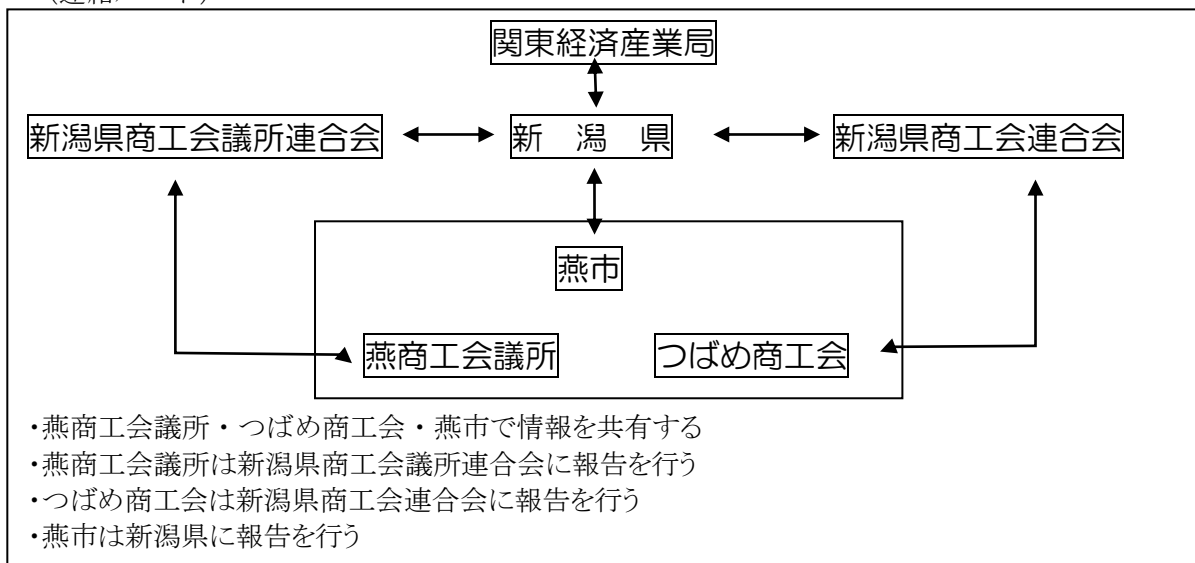 関東経済産業局
新潟県商工会議所連合会
新 潟 県
新潟県商工会連合会
燕市
燕商工会議所
つばめ商工会
・燕商工会議所・つばめ商工会・燕市で情報を共有する
・燕商工会議所は新潟県商工会議所連合会に報告を行う
・つばめ商工会は新潟県商工会連合会に報告を行う
・燕市は新潟県に報告を行う